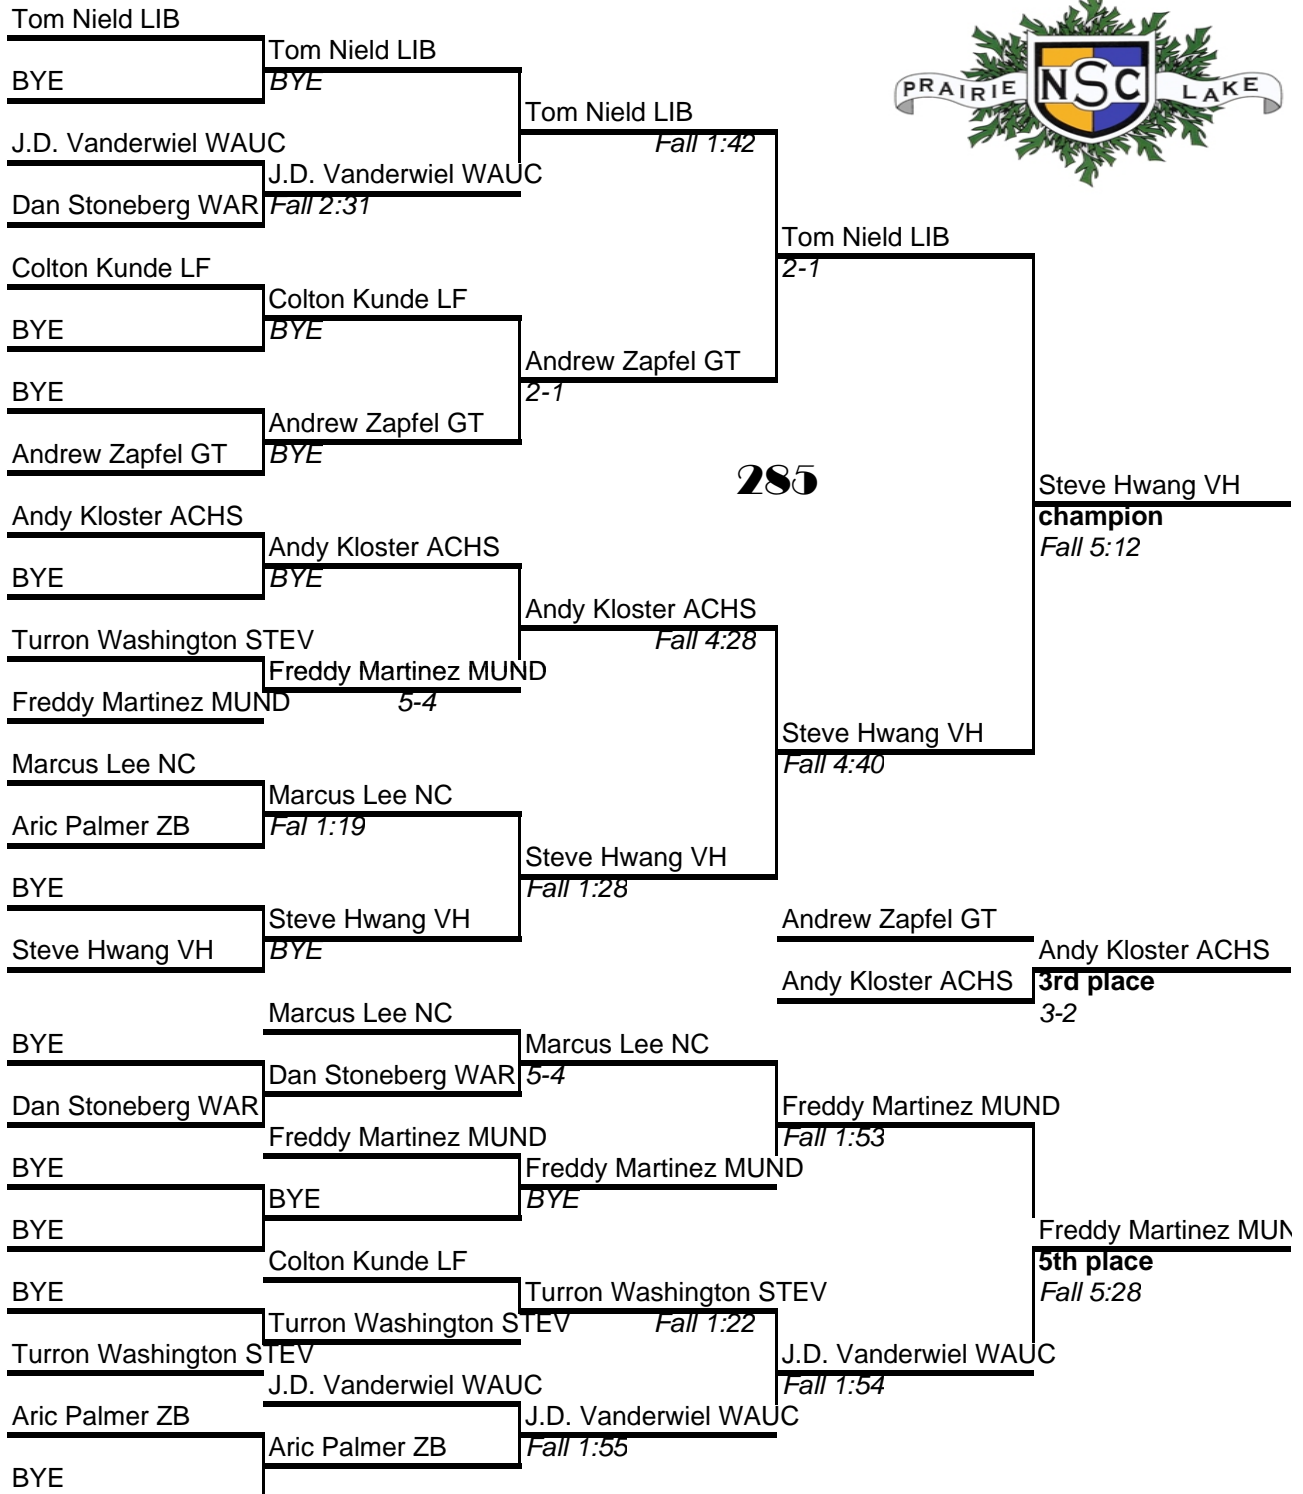 Tom Nield LIB
BYE
J.D. Vanderwiel WAUC
Dan Stoneberg WAR
Colton Kunde LF
BYE
BYE
Andrew Zapfel GT
Andy Kloster ACHS
BYE
Turron Washington STEV
Freddy Martinez MUND
Marcus Lee NC
Aric Palmer ZB
BYE
Steve Hwang VH
Tom Nield LIB
BYE
J.D. Vanderwiel WAUC
Fall 2:31
Colton Kunde LF
BYE
Andrew Zapfel GT
BYE
Andy Kloster ACHS
BYE
Freddy Martinez MUND
5-4
Marcus Lee NC
Fal 1:19
Steve Hwang VH
BYE
Tom Nield LIB
Fall 1:42
Andrew Zapfel GT
2-1
Andy Kloster ACHS
Fall 4:28
Steve Hwang VH
Fall 1:28
Tom Nield LIB
2-1
Steve Hwang VH
Fall 4:40
Steve Hwang VH
champion
Fall 5:12
PRAIRIE NSC LAKE
285
Andrew Zapfel GT
Andy Kloster ACHS
Andy Kloster ACHS
3rd place
3-2
BYE
Dan Stoneberg WAR
BYE
BYE
BYE
Turron Washington STEV
Aric Palmer ZB
BYE
Marcus Lee NC
Dan Stoneberg WAR
Freddy Martinez MUND
BYE
Colton Kunde LF
Turron Washington STEV
J.D. Vanderwiel WAUC
Aric Palmer ZB
Marcus Lee NC
5-4
Freddy Martinez MUND
BYE
Turron Washington STEV
Fall 1:22
J.D. Vanderwiel WAUC
Fall 1:55
Freddy Martinez MUND
Fall 1:53
J.D. Vanderwiel WAUC
Fall 1:54
Freddy Martinez MUN
5th place
Fall 5:28